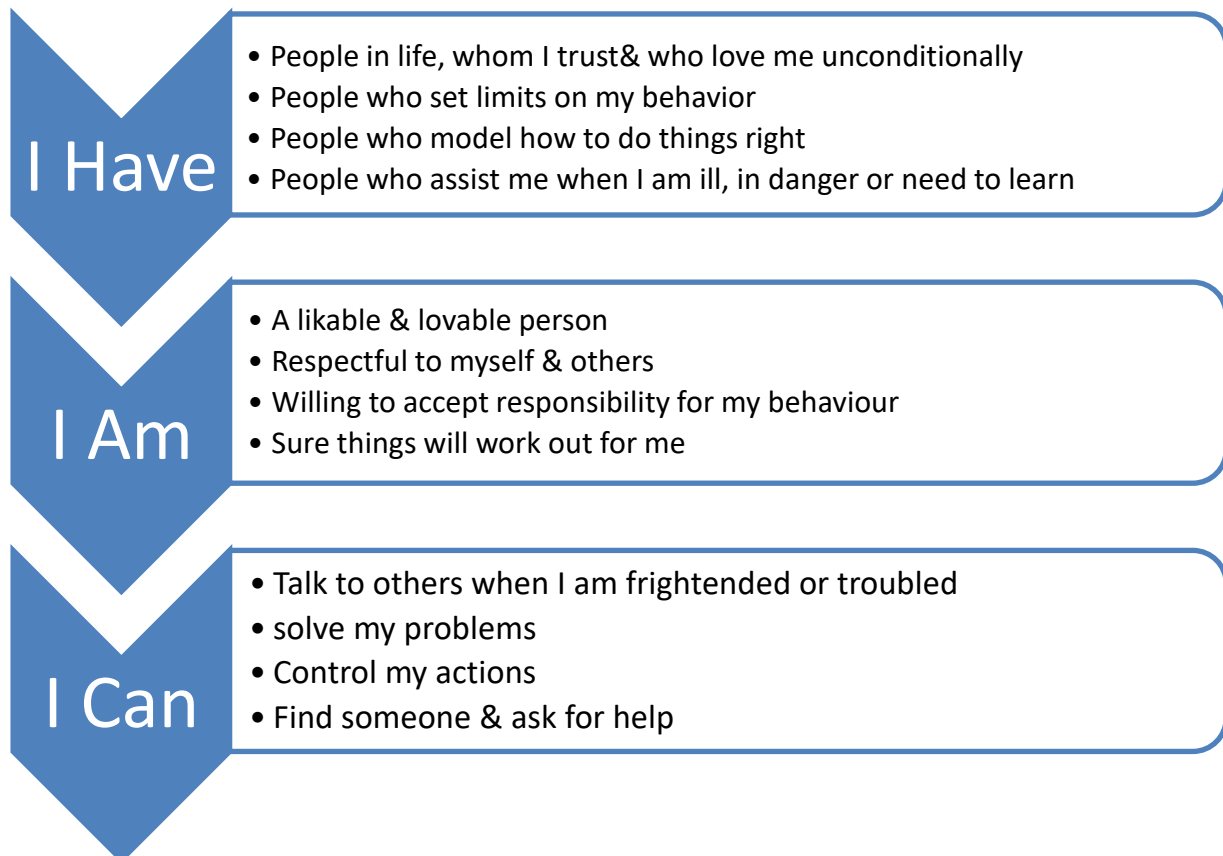 I Have
• People in life, whom I trust& who love me unconditionally
• People who set limits on my behavior
• People who model how to do things right
• People who assist me when I am ill, in danger or need to learn
I Am
• A likable & lovable person
• Respectful to myself & others
• Willing to accept responsibility for my behaviour
• Sure things will work out for me
I Can
• Talk to others when I am frightended or troubled
• solve my problems
• Control my actions
• Find someone & ask for help